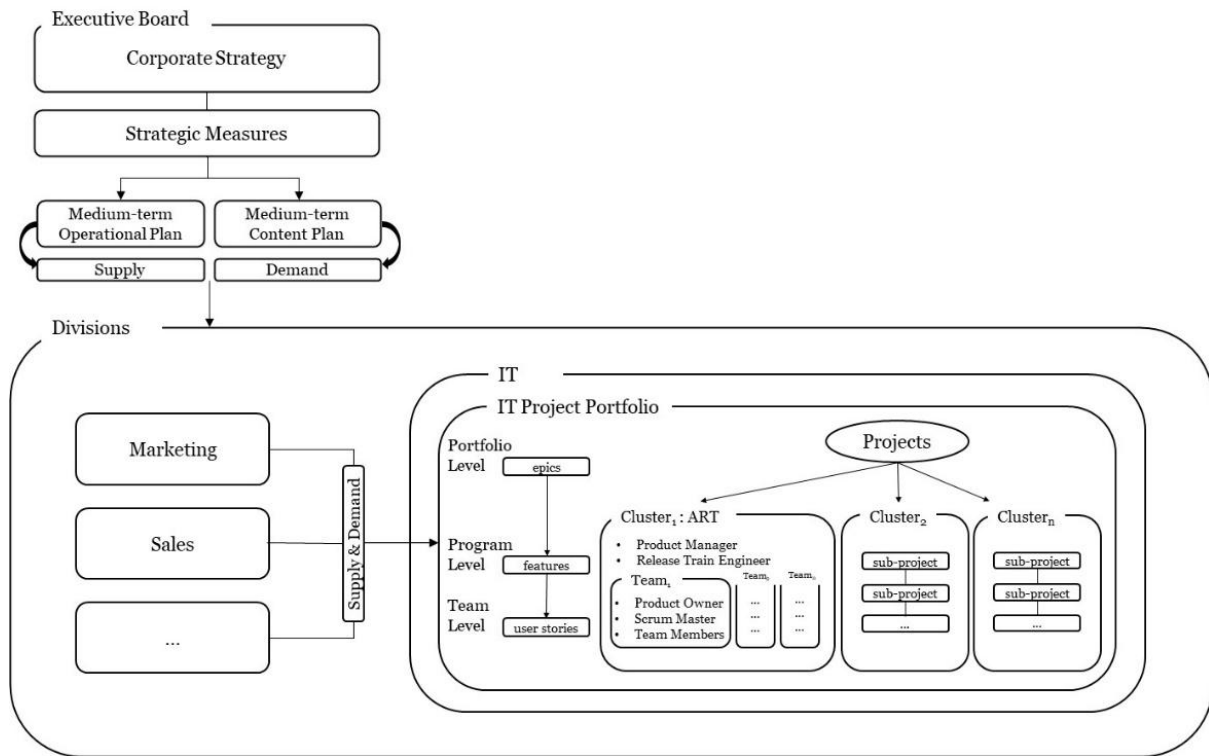 Executive Board
Corporate Strategy
Strategic Measures
Medium-term
Operational Plan
Medium-term
Content Plan
Supply
Demand
Divisions
Marketing
Sales
...
Supply & Demand
IT
IT Project Portfolio
Portfolio
Level
epics
Program
Level
features
Team
Level
user stories
Projects
Cluster₁ : ART
• Product Manager
• Release Train Engineer
Team₁
• Product Owner
• Scrum Master
• Team Members
Team₂
...
...
...
Teamₙ
...
...
...
Cluster₂
sub-project
sub-project
...
Clusterₙ
sub-project
sub-project
...